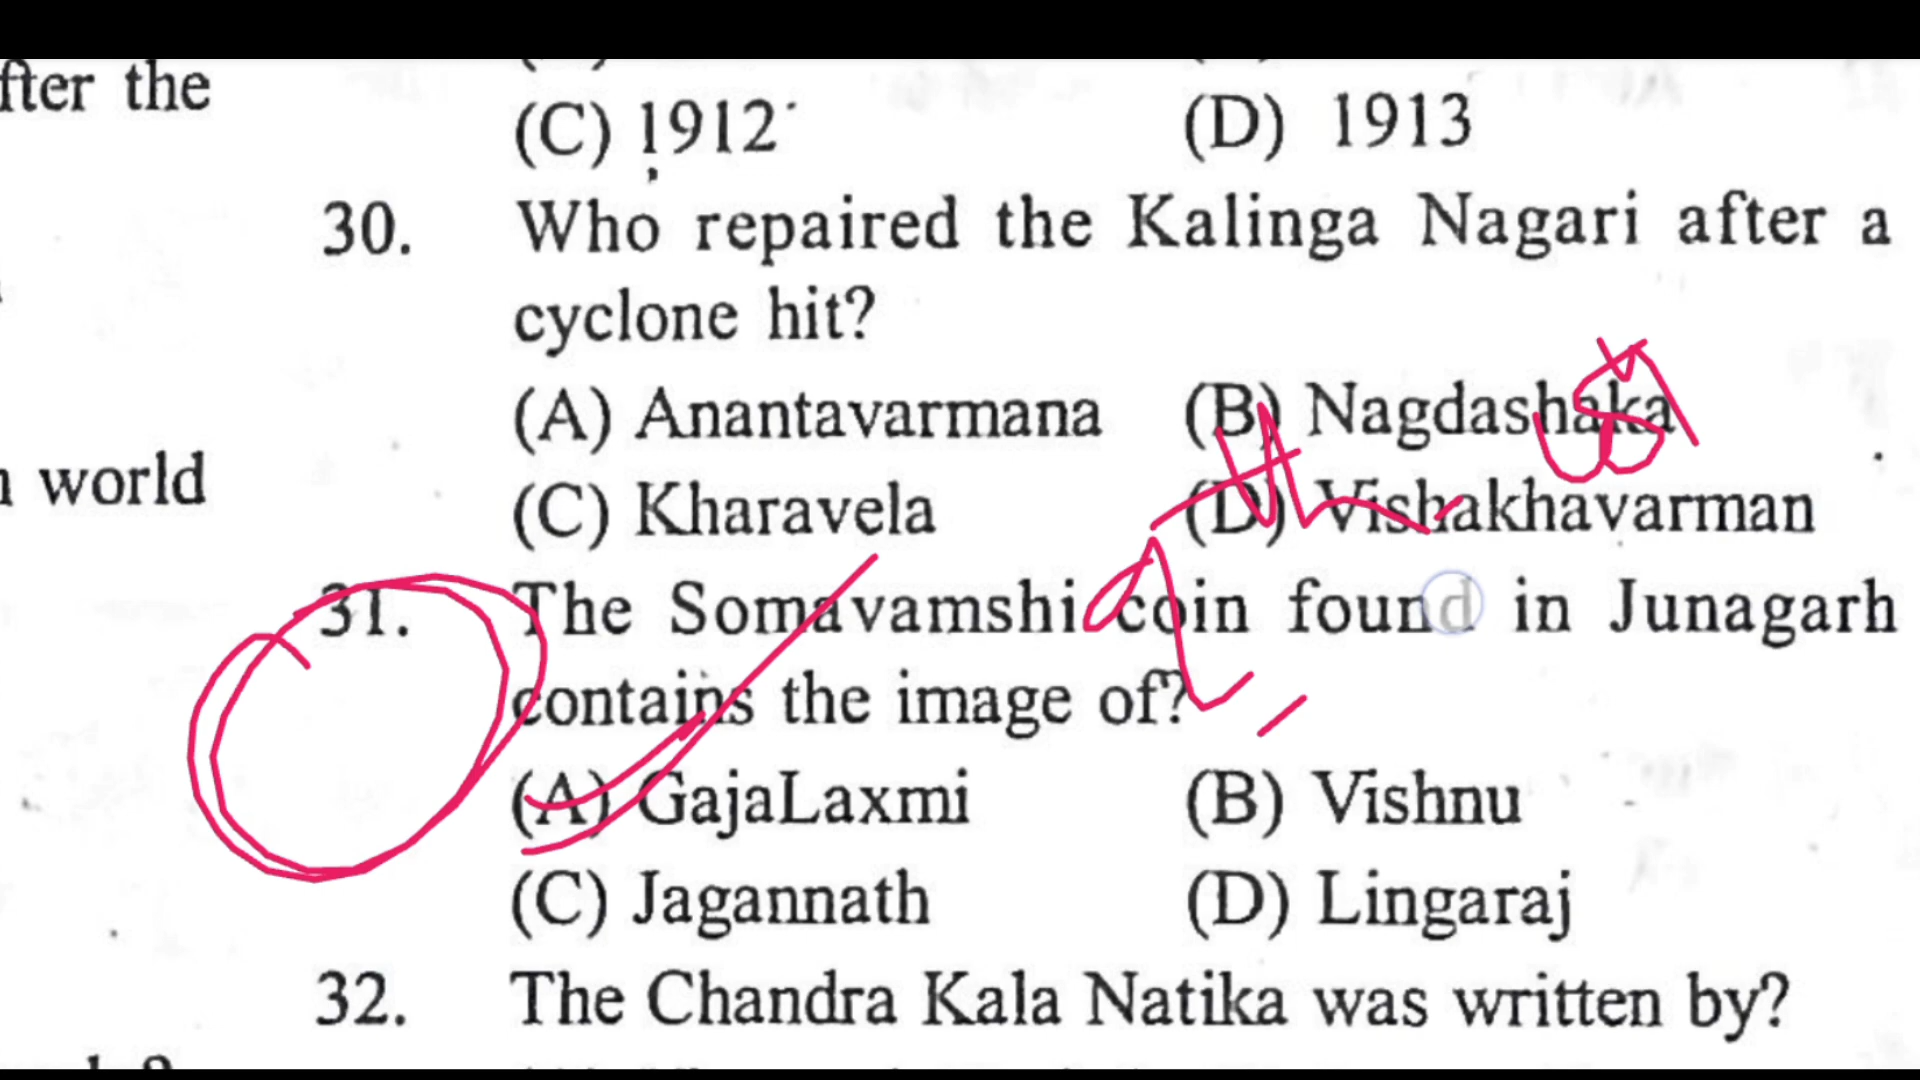 fter the
(C) 1912
(D) 1913
30. Who repaired the Kalinga Nagari after a
cyclone hit?
(A) Anantavarmana
(B) Nagdashaka
world
(C) Kharavela
(D) Vishakhavarman
31. The Somavamshi coin found in Junagarh
contains the image of?
(A) GajaLaxmi
(B) Vishnu
(C) Jagannath
(D) Lingaraj
32. The Chandra Kala Natika was written by?